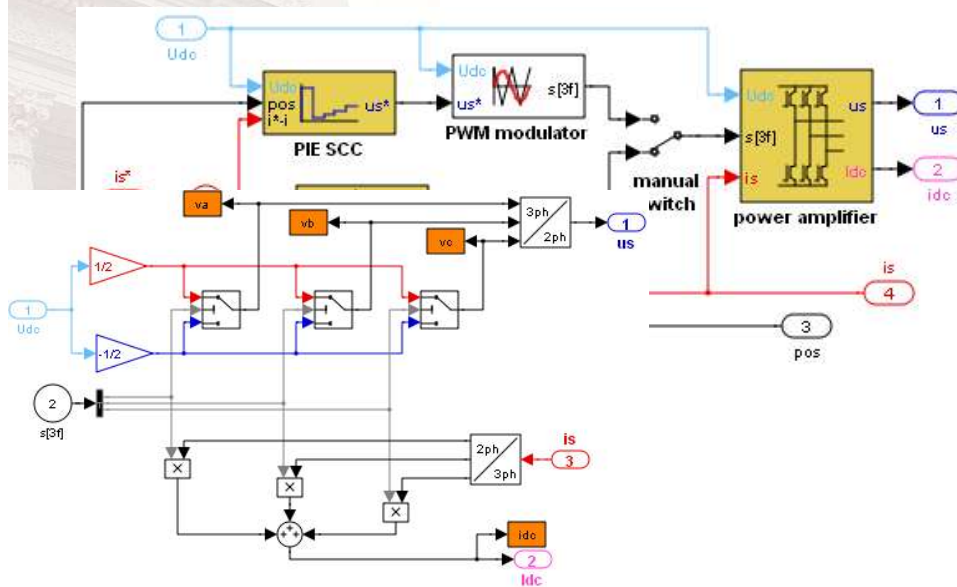 1
Udc
Udc
pos
i*-i
us*
PIE SCC
Udc
us*
s[3f]
PWM modulator
manual
witch
Udc
s[3f]
is
us
Idc
power amplifier
1
us
2
idc
is*
is
4
3
pos
va
vb
vc
3ph
2ph
1
us
1/2
-1/2
1
Udc
2
s[3f]
2ph
3ph
is
3
×
×
×
+
+
+
idc
2
Idc